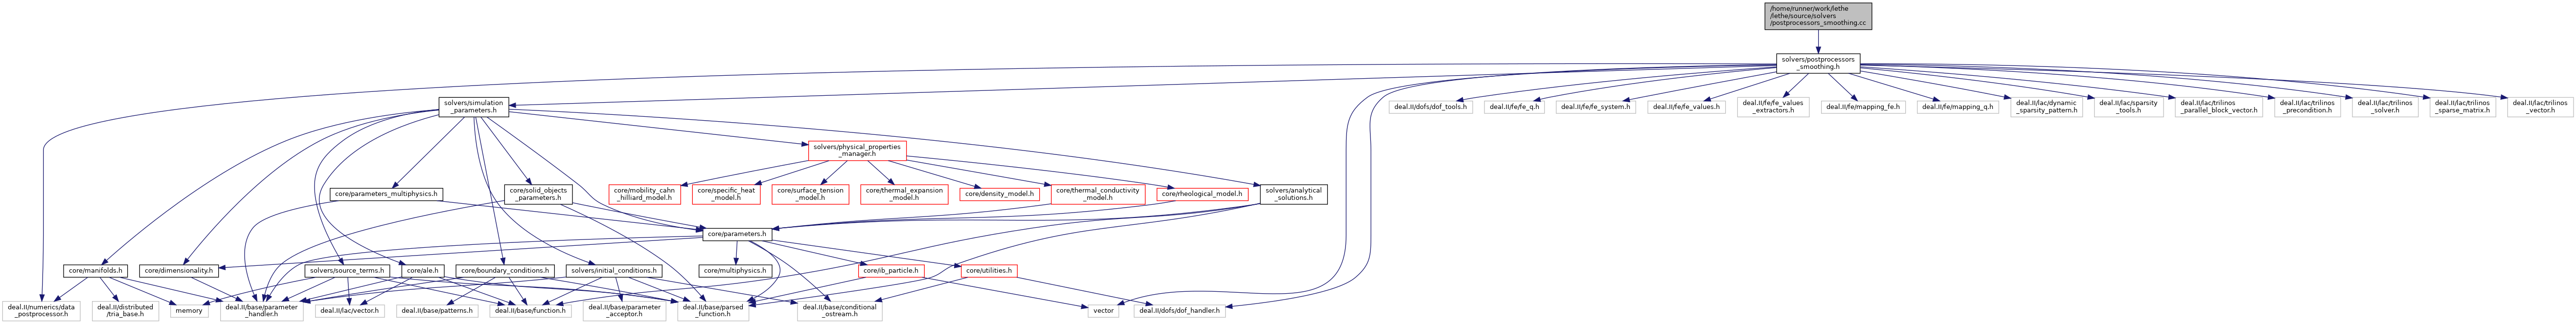 /home/runner/work/lethe
/lethe/source/solvers
/postprocessors_smoothing.cc
solvers/postprocessors
_smoothing.h
solvers/simulation
_parameters.h
deal.II/dofs/dof_tools.h
deal.II/fe/fe_q.h
deal.II/fe/fe_system.h
deal.II/fe/fe_values.h
deal.II/fe/fe_values
_extractors.h
deal.II/fe/mapping_fe.h
deal.II/fe/mapping_q.h
deal.II/lac/dynamic
_sparsity_pattern.h
deal.II/lac/sparsity
_tools.h
deal.II/lac/trilinos
_parallel_block_vector.h
deal.II/lac/trilinos
_precondition.h
deal.II/lac/trilinos
_solver.h
deal.II/lac/trilinos
_sparse_matrix.h
deal.II/lac/trilinos
_vector.h
solvers/physical_properties
_manager.h
core/parameters_multiphysics.h
core/solid_objects
_parameters.h
core/mobility_cahn
_hilliard_model.h
core/specific_heat
_model.h
core/surface_tension
_model.h
core/thermal_expansion
_model.h
core/density_model.h
core/thermal_conductivity
_model.h
core/rheological_model.h
solvers/analytical
_solutions.h
core/parameters.h
core/manifolds.h
core/dimensionality.h
solvers/source_terms.h
core/ale.h
core/boundary_conditions.h
solvers/initial_conditions.h
core/multiphysics.h
core/ib_particle.h
core/utilities.h
deal.II/numerics/data
_postprocessor.h
deal.II/distributed
/tria_base.h
memory
deal.II/base/parameter
_handler.h
deal.II/lac/vector.h
deal.II/base/patterns.h
deal.II/base/function.h
deal.II/base/parameter
_acceptor.h
deal.II/base/parsed
_function.h
deal.II/base/conditional
_ostream.h
vector
deal.II/dofs/dof_handler.h